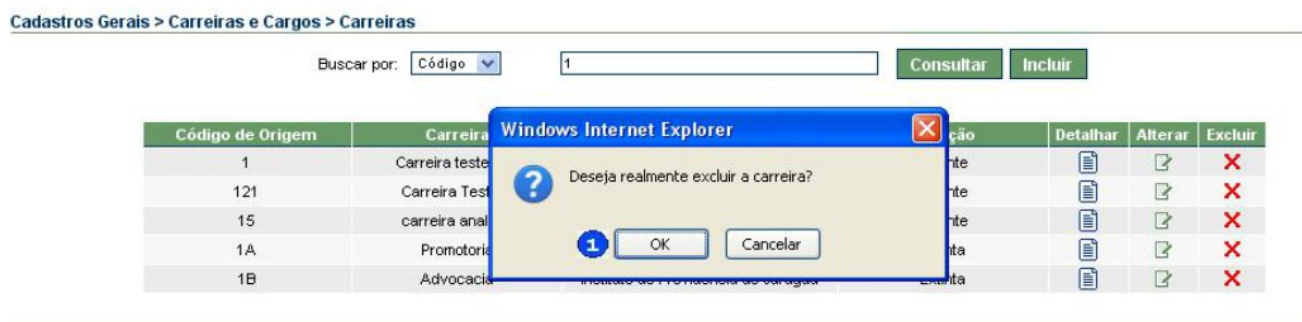 Cadastros Gerais > Carreiras e Cargos > Carreiras
Buscar por: Código 1 Consultar Incluir
Código de Origem Carreira ção Detalhar Alterar Excluir
Windows Internet Explorer
Deseja realmente excluir a carreira?
1 OK Cancelar
1 Carreira teste nte
121 Carreira Test nte
15 carreira anal nte
1A Promotoria nta
1B Advocacia Extinta